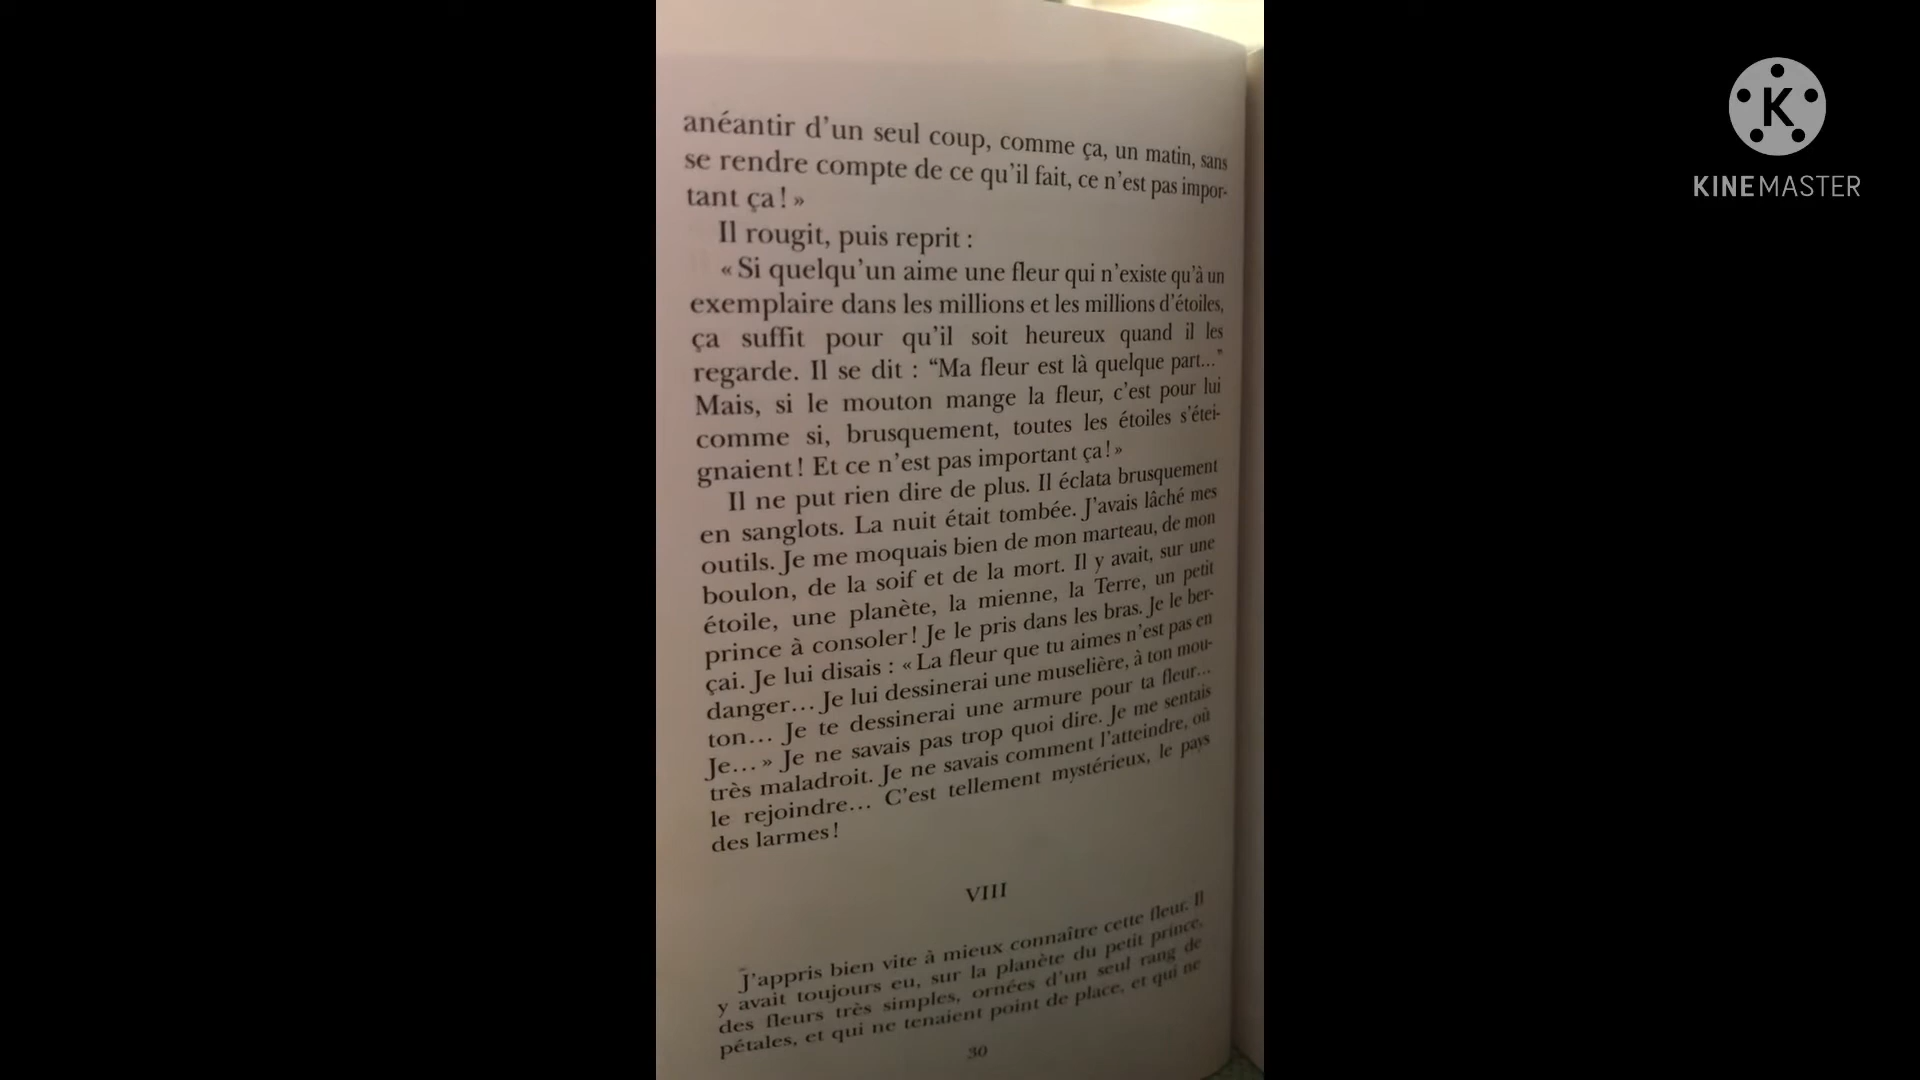 anéantir d'un seul coup, comme ça, un matin, sans
se rendre compte de ce qu'il fait, ce n'est pas impor-
tant ça ! »
Il rougit, puis reprit :
« Si quelqu'un aime une fleur qui n'existe qu'à un
exemplaire dans les millions et les millions d'étoiles,
ça suffit pour qu'il soit heureux quand il les
regarde. Il se dit : “Ma fleur est là quelque part...”
Mais, si le mouton mange la fleur, c'est pour lui
comme si, brusquement, toutes les étoiles s'étei-
gnaient ! Et ce n'est pas important ça ! »
Il ne put rien dire de plus. Il éclata brusquement
en sanglots. La nuit était tombée. J'avais lâché mes
outils. Je me moquais bien de mon marteau, de mon
boulon, de la soif et de la mort. Il y avait, sur une
étoile, une planète, la mienne, la Terre, un petit
prince à consoler ! Je le pris dans les bras. Je le ber-
çai. Je lui disais : « La fleur que tu aimes n'est pas en
danger... Je lui dessinerai une muselière, à ton mou-
ton... Je te dessinerai une armure pour ta fleur...
Je... » Je ne savais pas trop quoi dire. Je me sentais
très maladroit. Je ne savais comment l'atteindre, où
le rejoindre... C'est tellement mystérieux, le pays
des larmes !
VIII
J'appris bien vite à mieux connaître cette fleur. Il
y avait toujours eu, sur la planète du petit prince,
des fleurs très simples, ornées d'un seul rang de
pétales, et qui ne tenaient point de place, et qui ne
30
K
KINEMASTER